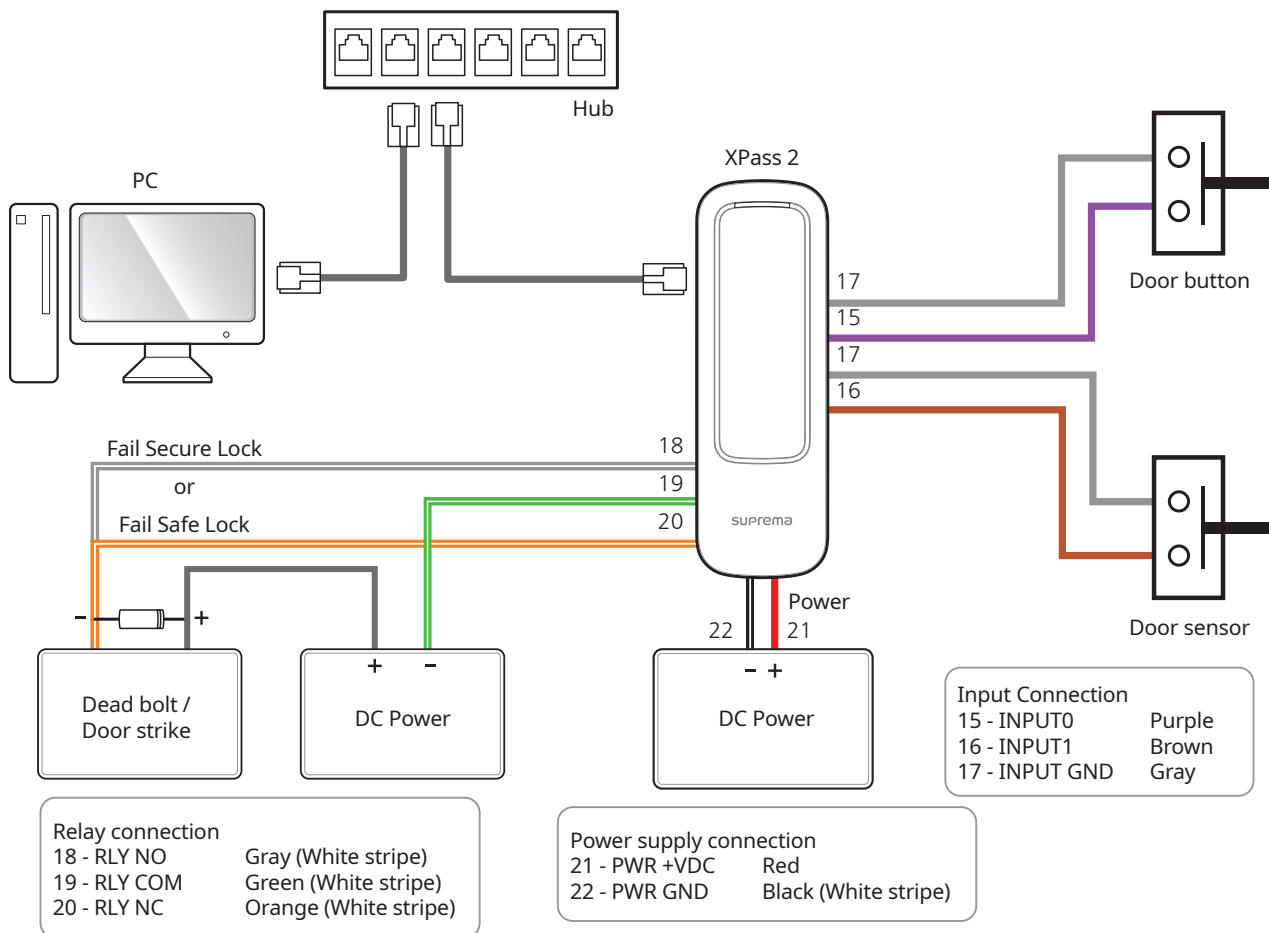 Hub
XPass 2
PC
17
15
17
16
Door button
Fail Secure Lock
18
or
19
Fail Safe Lock
20
suprema
- +
Power
22 21
Door sensor
+ -
- +
Dead bolt /
Door strike
DC Power
DC Power
Input Connection
15 - INPUT0 Purple
16 - INPUT1 Brown
17 - INPUT GND Gray
Relay connection
18 - RLY NO Gray (White stripe)
19 - RLY COM Green (White stripe)
20 - RLY NC Orange (White stripe)
Power supply connection
21 - PWR +VDC Red
22 - PWR GND Black (White stripe)